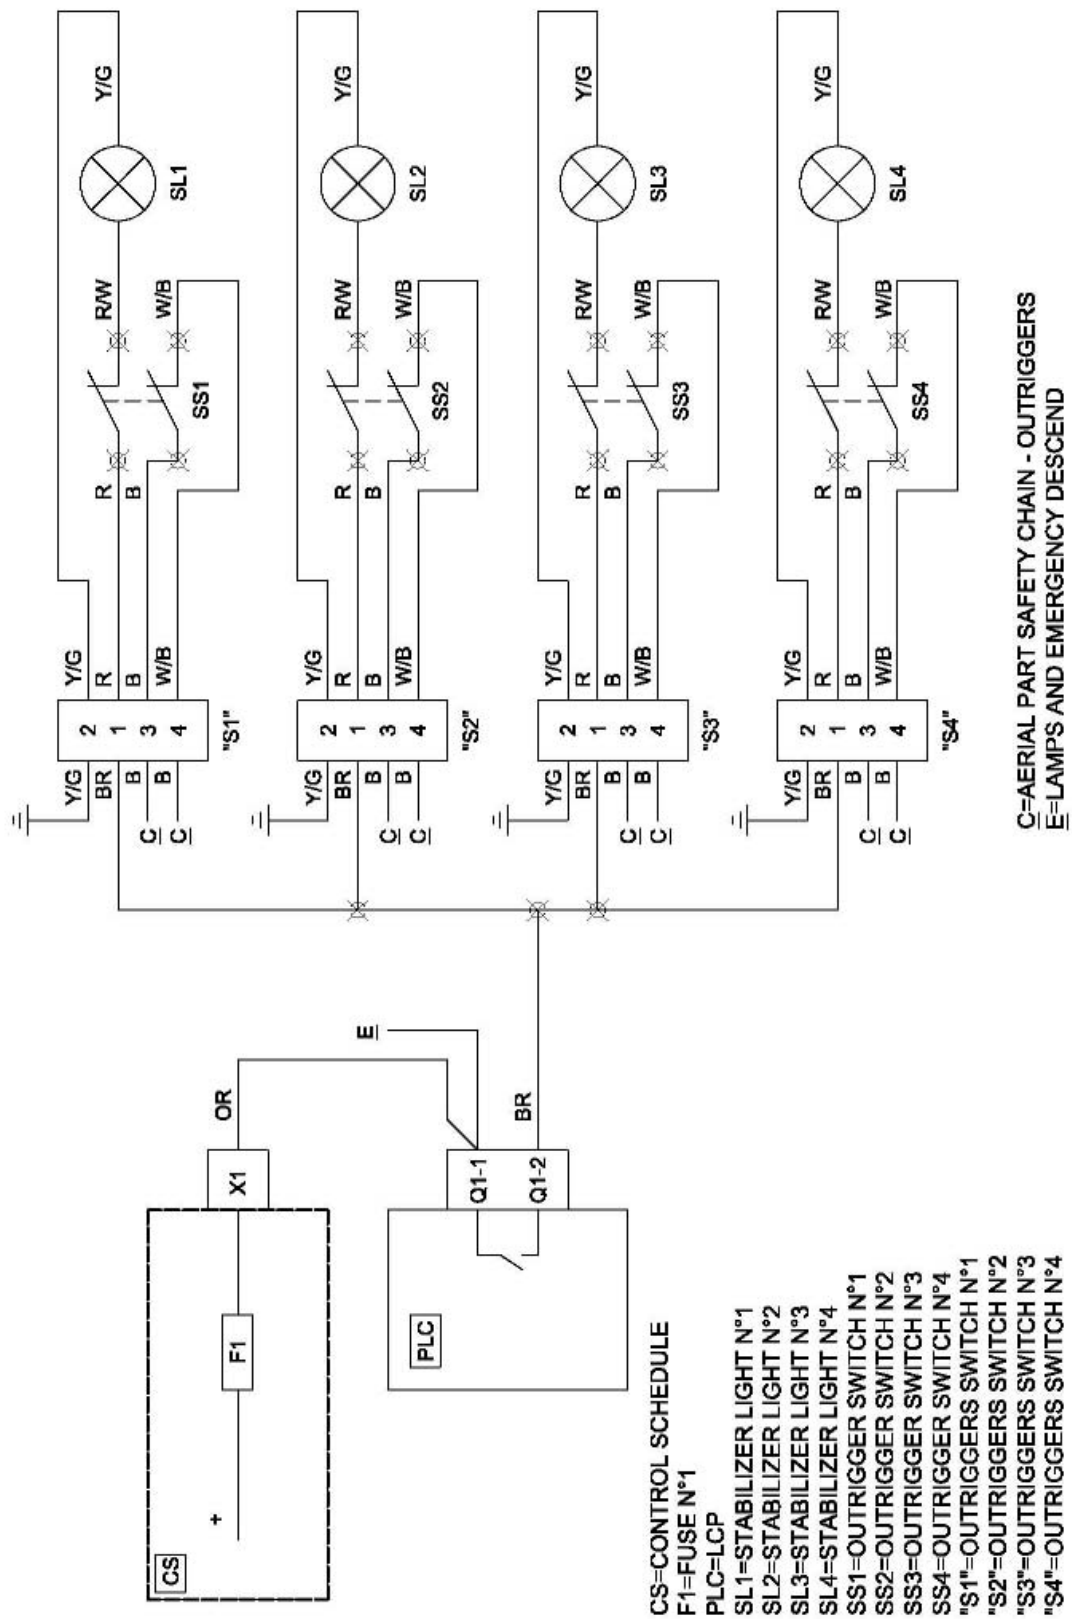 CS
+
F1
X1
OR
E
PLC
Q1-1
Q1-2
BR
Y/G Y/G
2
BR R R R/W Y/G
1
B B B
C 3
B W/B W/B
C 4
SL1
SS1
"S1"
Y/G Y/G
2
BR R R R/W Y/G
1
B B B
C 3
B W/B W/B
C 4
SL2
SS2
"S2"
Y/G Y/G
2
BR R R R/W Y/G
1
B B B
C 3
B W/B W/B
C 4
SL3
SS3
"S3"
Y/G Y/G
2
BR R R R/W Y/G
1
B B B
C 3
B W/B W/B
C 4
SL4
SS4
"S4"
CS=CONTROL SCHEDULE
F1=FUSE N°1
PLC=LCP
SL1=STABILIZER LIGHT N°1
SL2=STABILIZER LIGHT N°2
SL3=STABILIZER LIGHT N°3
SL4=STABILIZER LIGHT N°4
SS1=OUTRIGGER SWITCH N°1
SS2=OUTRIGGER SWITCH N°2
SS3=OUTRIGGER SWITCH N°3
SS4=OUTRIGGER SWITCH N°4
"S1"=OUTRIGGERS SWITCH N°1
"S2"=OUTRIGGERS SWITCH N°2
"S3"=OUTRIGGERS SWITCH N°3
"S4"=OUTRIGGERS SWITCH N°4
C=AERIAL PART SAFETY CHAIN - OUTRIGGERS
E=LAMPS AND EMERGENCY DESCEND